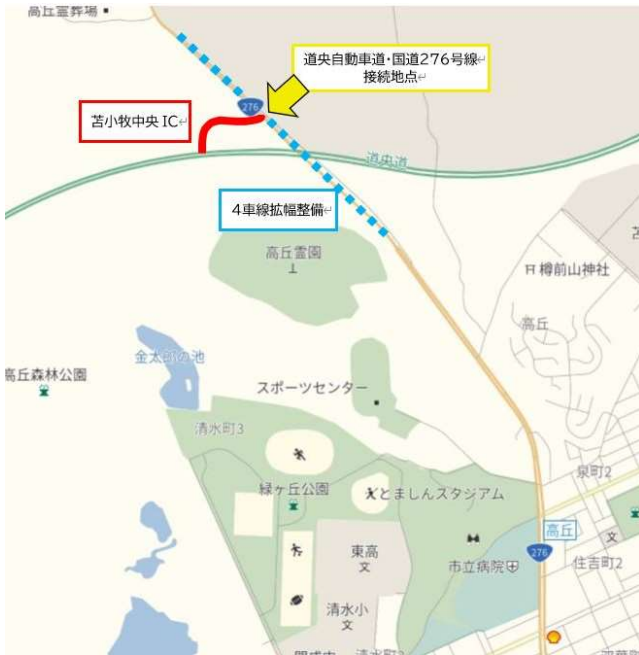 高丘霊葬場
道央自動車道・国道276号線↵
接続地点↵
276
苫小牧中央 IC↵
道央道
4車線拡幅整備↵
高丘霊園
樽前山神社
高丘
金太郎の池
高丘森林公園
スポーツセンター
清水町3
泉町2
緑ヶ丘公園
とましんスタジアム
高丘
文
東高
文
276
住吉町2
市立病院
清水小
文